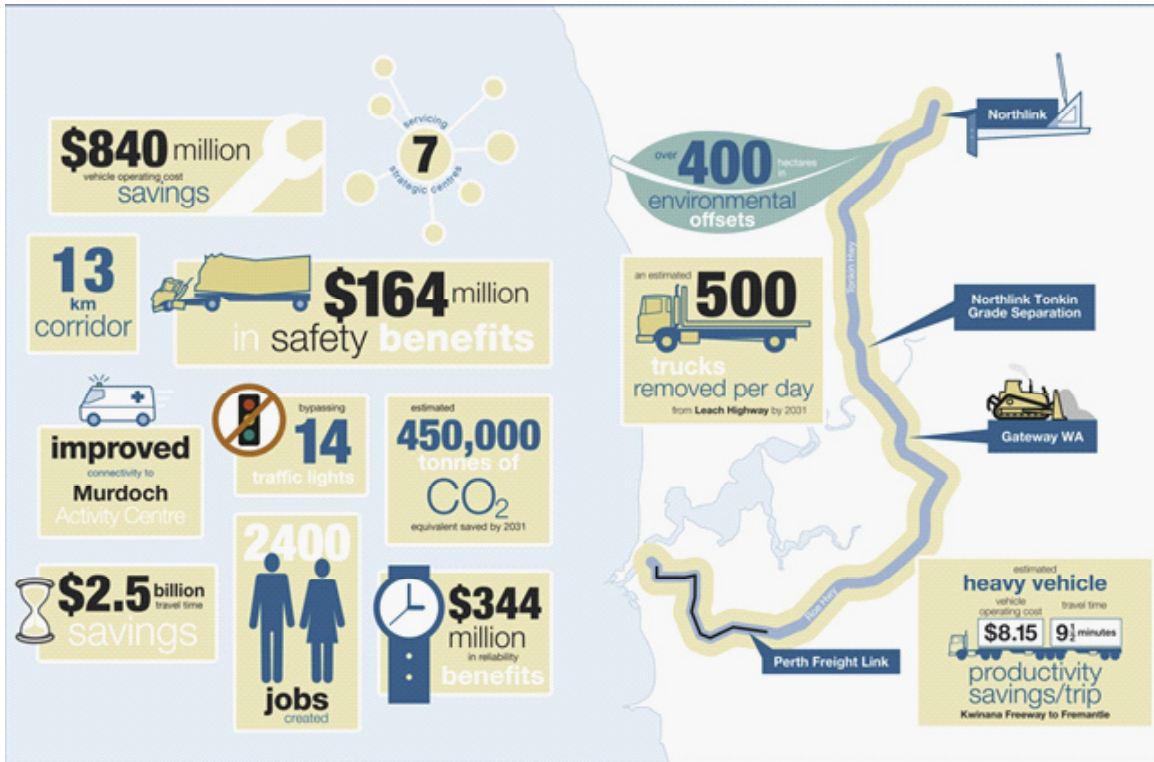 $840 million
vehicle operating cost
savings
servicing
7
strategic centres
13
km
corridor
$164 million
in safety benefits
improved
connectivity to
Murdoch
Activity Centre
bypassing
14
traffic lights
estimated
450,000
tonnes of
CO₂
equivalent saved by 2031
$2.5 billion
travel time
savings
2400
jobs
created
$344
million
in reliability
benefits
over 400 hectares
in
environmental
offsets
an estimated
500
trucks
removed per day
from Leach Highway by 2031
Northlink
Tonkin Hwy
Northlink Tonkin
Grade Separation
Gateway WA
Roe Hwy
Perth Freight Link
estimated
heavy vehicle
vehicle
operating cost
travel time
$8.15
9½ minutes
productivity
savings/trip
Kwinana Freeway to Fremantle